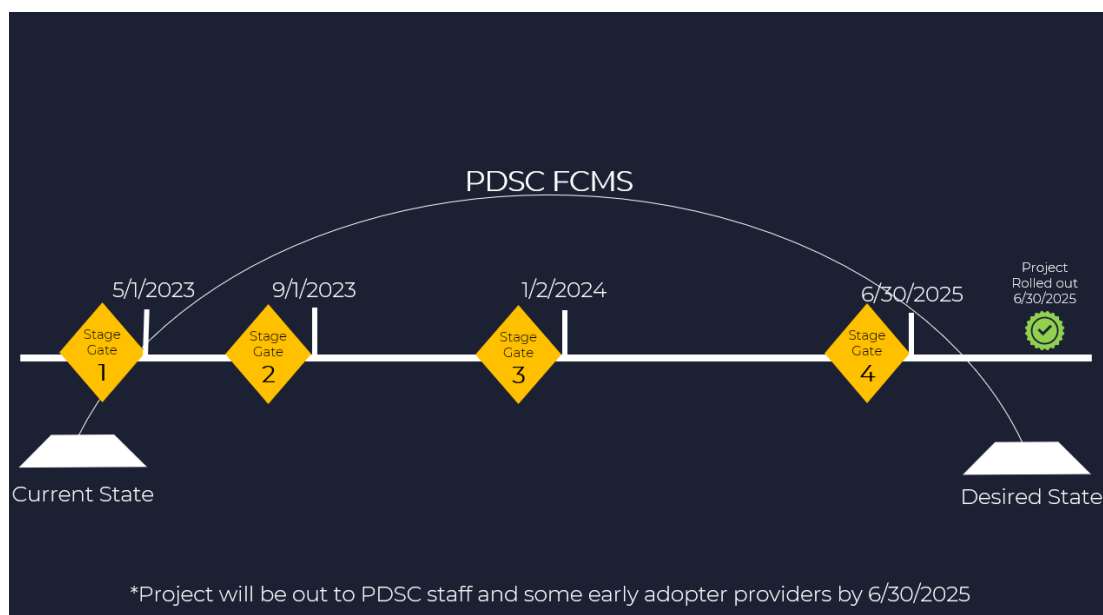 PDSC FCMS
5/1/2023
9/1/2023
1/2/2024
6/30/2025
Project
Rolled out
6/30/2025
Stage
Gate
1
Stage
Gate
2
Stage
Gate
3
Stage
Gate
4
Current State
Desired State
*Project will be out to PDSC staff and some early adopter providers by 6/30/2025